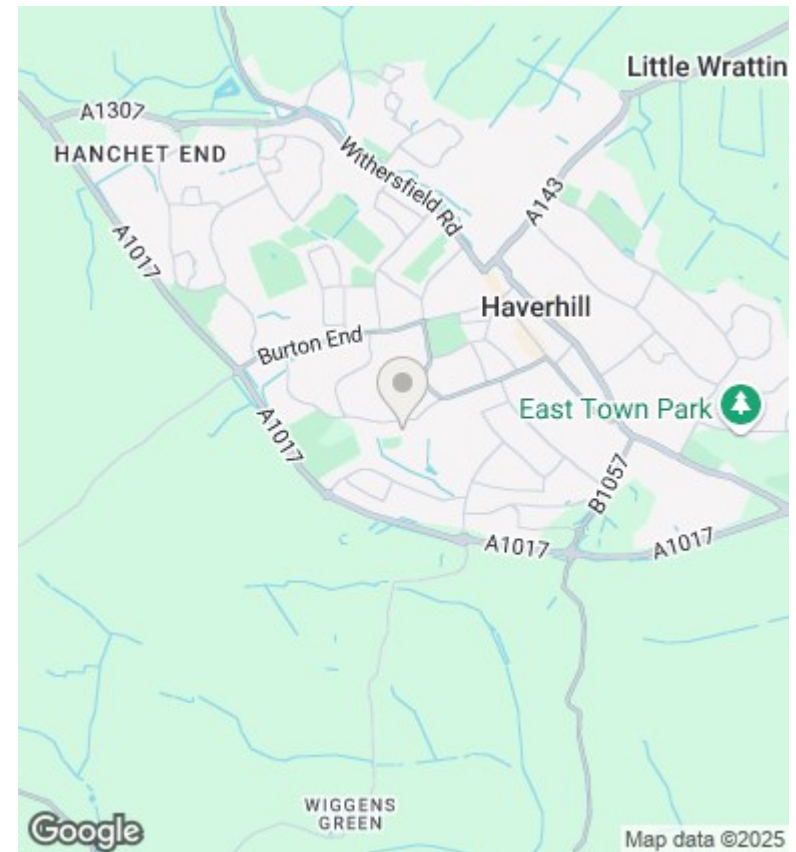 Little Wrattin
A1307
HANCHET END
Withersfield Rd
A143
A1017
Haverhill
Burton End
East Town Park
A1017
B1057
A1017
A1017
WIGGENS
GREEN
Google
Map data ©2025